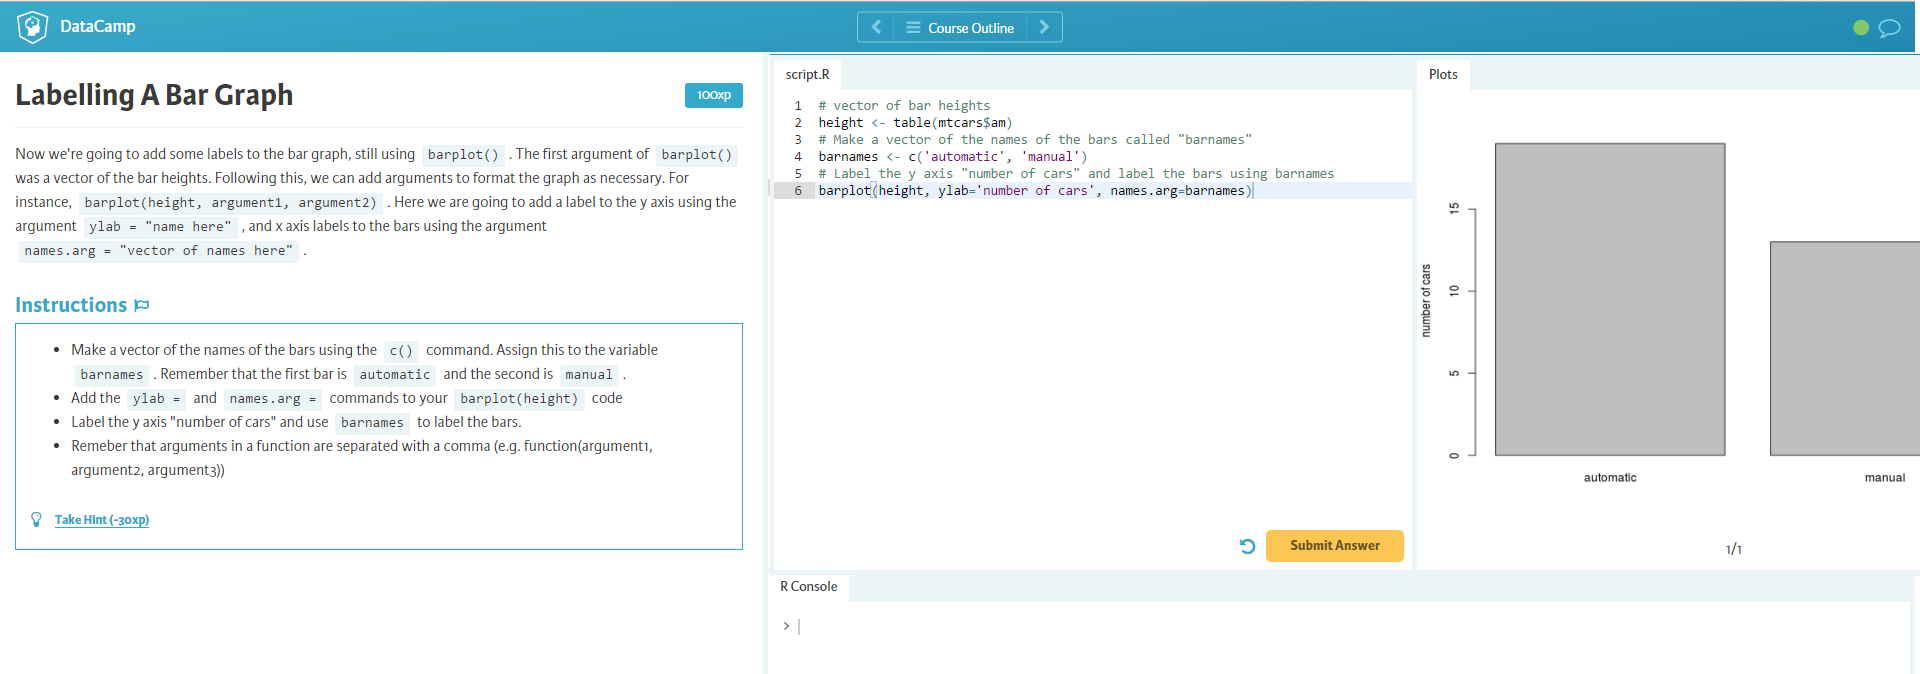 DataCamp
Course Outline
Labelling A Bar Graph
100xp
Now we're going to add some labels to the bar graph, still using barplot() . The first argument of barplot()
was a vector of the bar heights. Following this, we can add arguments to format the graph as necessary. For
instance, barplot(height, argument1, argument2) . Here we are going to add a label to the y axis using the
argument ylab = "name here" , and x axis labels to the bars using the argument
names.arg = "vector of names here" .
Instructions
• Make a vector of the names of the bars using the c() command. Assign this to the variable
barnames . Remember that the first bar is automatic and the second is manual .
• Add the ylab = and names.arg = commands to your barplot(height) code
• Label the y axis "number of cars" and use barnames to label the bars.
• Remeber that arguments in a function are separated with a comma (e.g. function(argument1,
argument2, argument3))
Take Hint (-30xp)
script.R
1 # vector of bar heights
2 height <- table(mtcars$am)
3 # Make a vector of the names of the bars called "barnames"
4 barnames <- c('automatic', 'manual')
5 # Label the y axis "number of cars" and label the bars using barnames
6 barplot(height, ylab='number of cars', names.arg=barnames)
Submit Answer
Plots
number of cars
15
10
5
0
automatic
manual
1/1
R Console
>